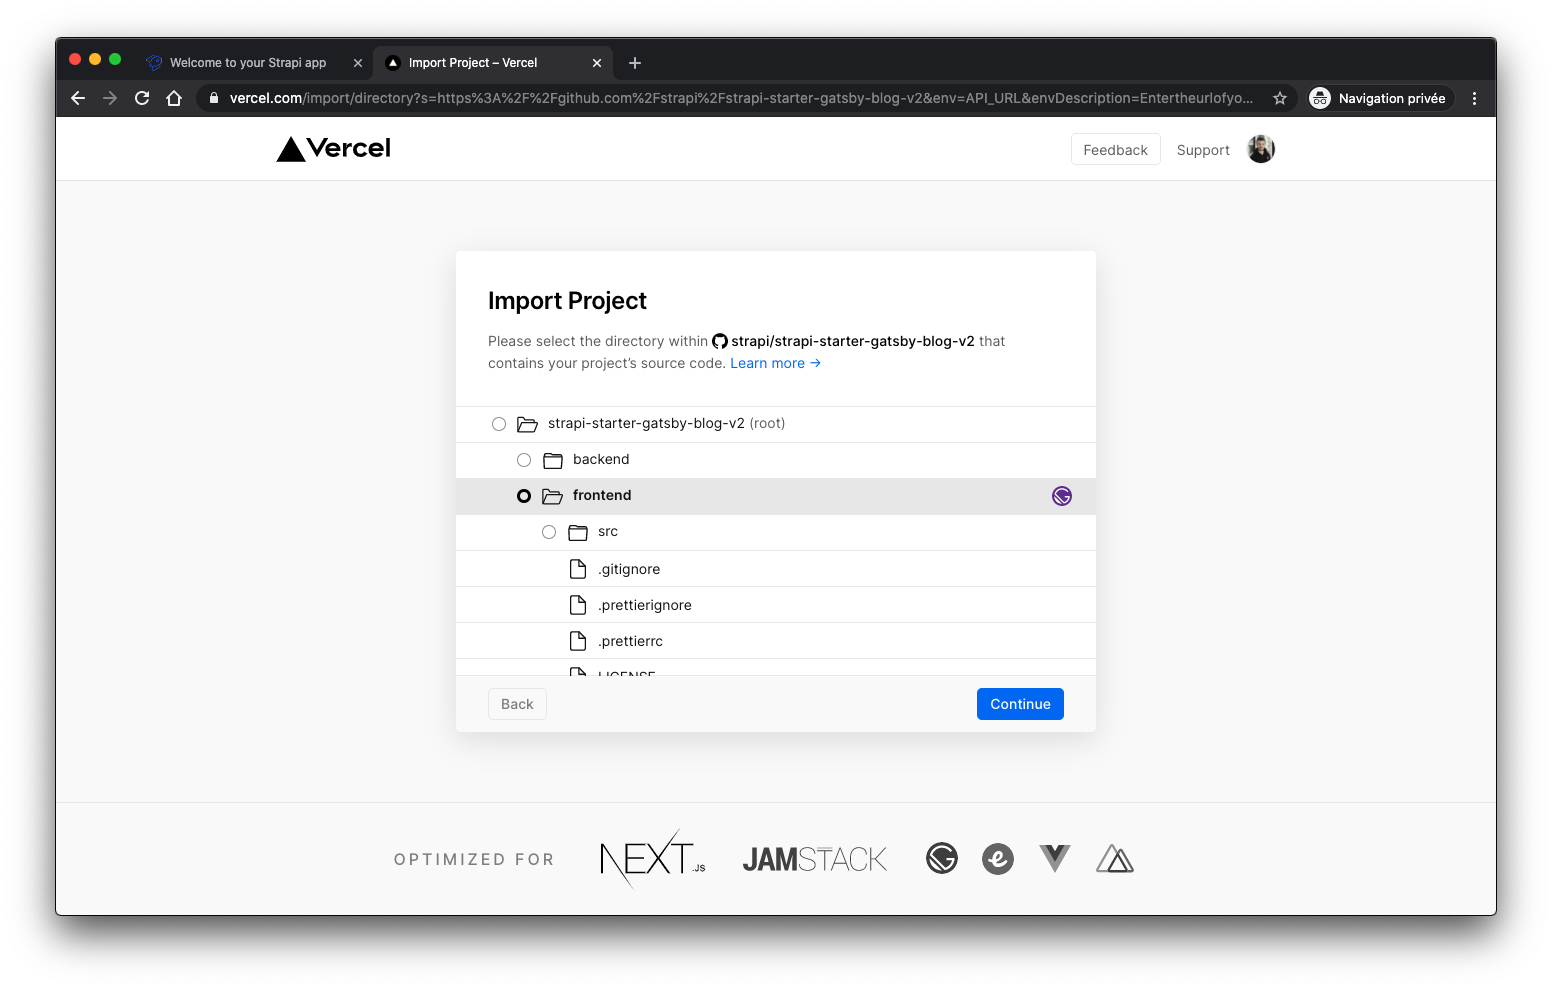 Welcome to your Strapi app
Import Project – Vercel
vercel.com/import/directory?s=https%3A%2F%2Fgithub.com%2Fstrapi%2Fstrapi-starter-gatsby-blog-v2&env=API_URL&envDescription=Entertheurlofyo...
Navigation privée
Vercel
Feedback
Support
Import Project
Please select the directory within strapi/strapi-starter-gatsby-blog-v2 that
contains your project's source code. Learn more →
strapi-starter-gatsby-blog-v2 (root)
backend
frontend
src
.gitignore
.prettierignore
.prettierrc
LICENSE
Back
Continue
OPTIMIZED FOR
NEXT.JS
JAMSTACK